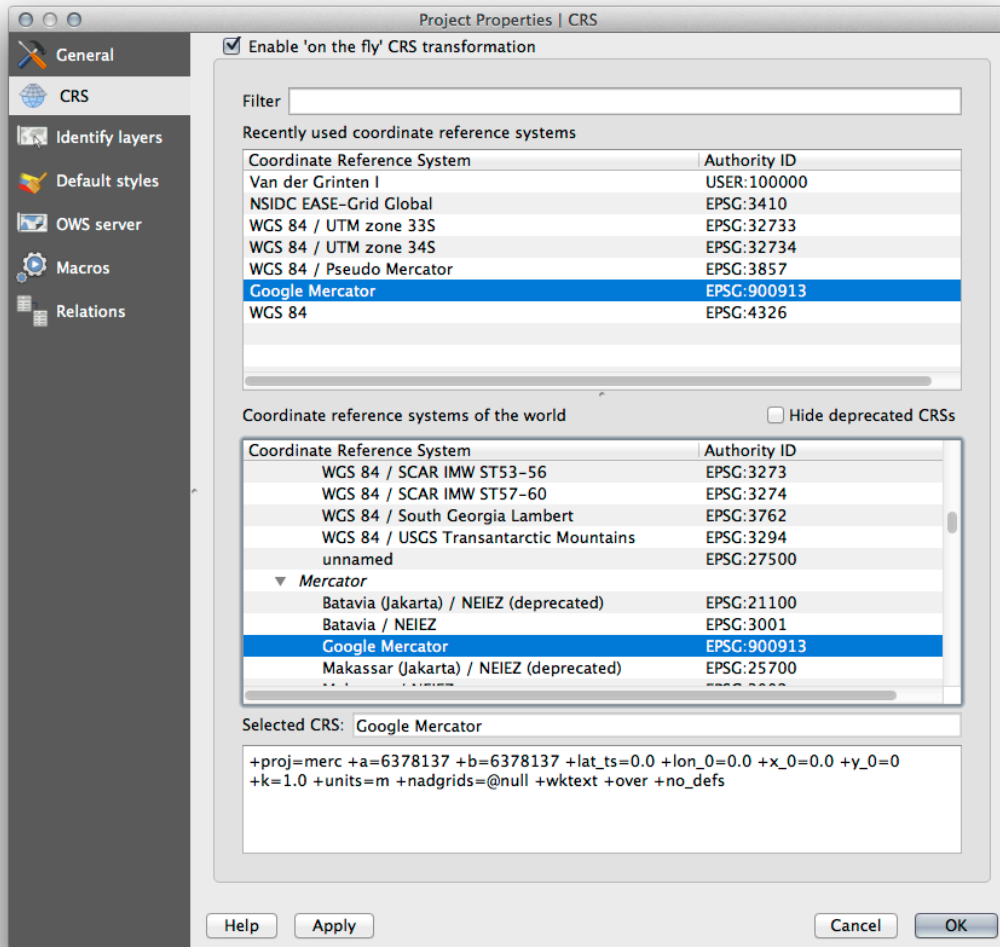 Project Properties | CRS
General
CRS
Identify layers
Default styles
OWS server
Macros
Relations
Enable 'on the fly' CRS transformation
Filter
Recently used coordinate reference systems
Coordinate Reference System Authority ID
Van der Grinten I USER:100000
NSIDC EASE-Grid Global EPSG:3410
WGS 84 / UTM zone 33S EPSG:32733
WGS 84 / UTM zone 34S EPSG:32734
WGS 84 / Pseudo Mercator EPSG:3857
Google Mercator EPSG:900913
WGS 84 EPSG:4326
Coordinate reference systems of the world
Hide deprecated CRSs
Coordinate Reference System Authority ID
WGS 84 / SCAR IMW ST53-56 EPSG:3273
WGS 84 / SCAR IMW ST57-60 EPSG:3274
WGS 84 / South Georgia Lambert EPSG:3762
WGS 84 / USGS Transantarctic Mountains EPSG:3294
unnamed EPSG:27500
Mercator
Batavia (Jakarta) / NEIEZ (deprecated) EPSG:21100
Batavia / NEIEZ EPSG:3001
Google Mercator EPSG:900913
Makassar (Jakarta) / NEIEZ (deprecated) EPSG:25700
Selected CRS: Google Mercator
+proj=merc +a=6378137 +b=6378137 +lat_ts=0.0 +lon_0=0.0 +x_0=0.0 +y_0=0
+k=1.0 +units=m +nadgrids=@null +wktext +over +no_defs
Help
Apply
Cancel
OK